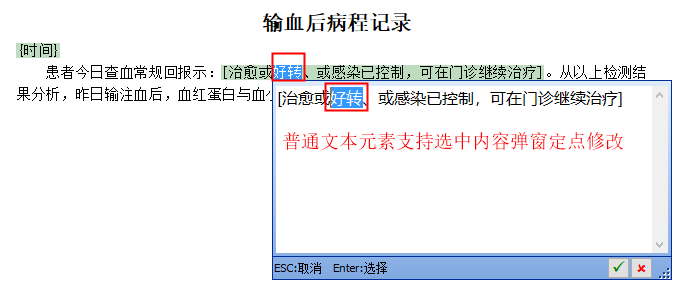 输血后病程记录
{时间}
患者今日查血常规回报示：[治愈或好转、或感染已控制，可在门诊继续治疗]。从以上检测结
果分析，昨日输注血后，血红蛋白与血
[治愈或好转、或感染已控制，可在门诊继续治疗]
普通文本元素支持选中内容弹窗定点修改
ESC:取消 Enter:选择